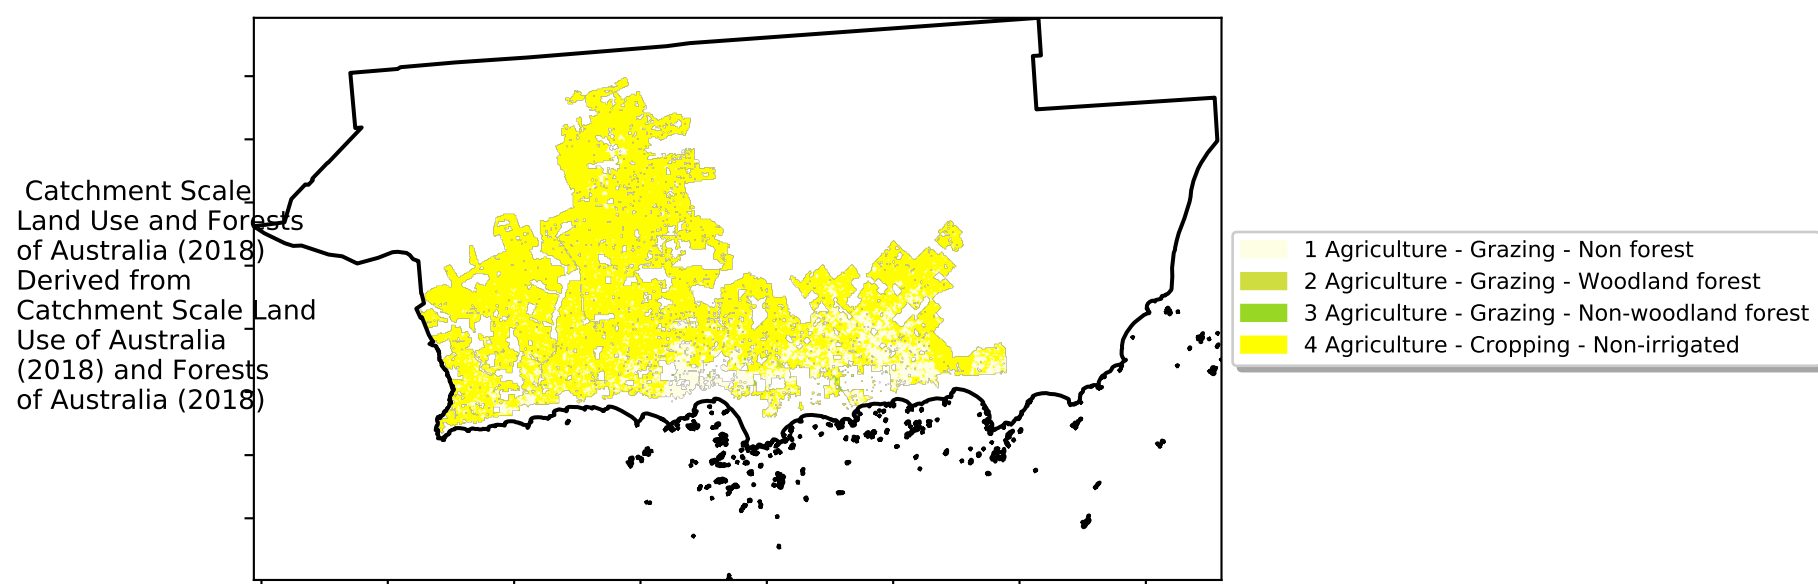 Catchment Scale
Land Use and Forests
of Australia (2018)
Derived from
Catchment Scale Land
Use of Australia
(2018) and Forests
of Australia (2018)
1 Agriculture - Grazing - Non forest
2 Agriculture - Grazing - Woodland forest
3 Agriculture - Grazing - Non-woodland forest
4 Agriculture - Cropping - Non-irrigated